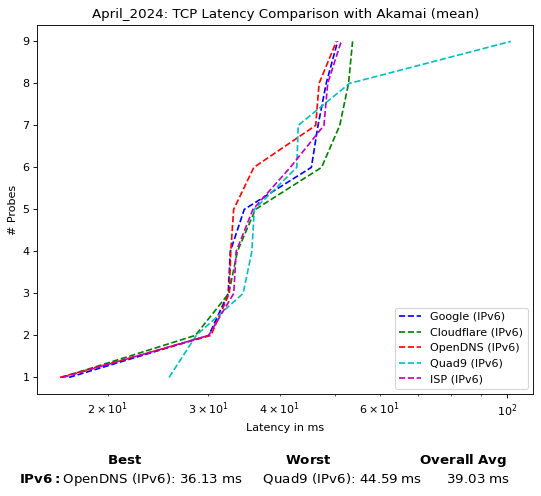 April_2024: TCP Latency Comparison with Akamai (mean)
9
8
7
6
5
4
3
2
1
# Probes
Google (IPv6)
Cloudflare (IPv6)
OpenDNS (IPv6)
Quad9 (IPv6)
ISP (IPv6)
2 × 10¹ 3 × 10¹ 4 × 10¹ 6 × 10¹ 10²
Latency in ms
Best Worst Overall Avg
IPv6: OpenDNS (IPv6): 36.13 ms Quad9 (IPv6): 44.59 ms 39.03 ms